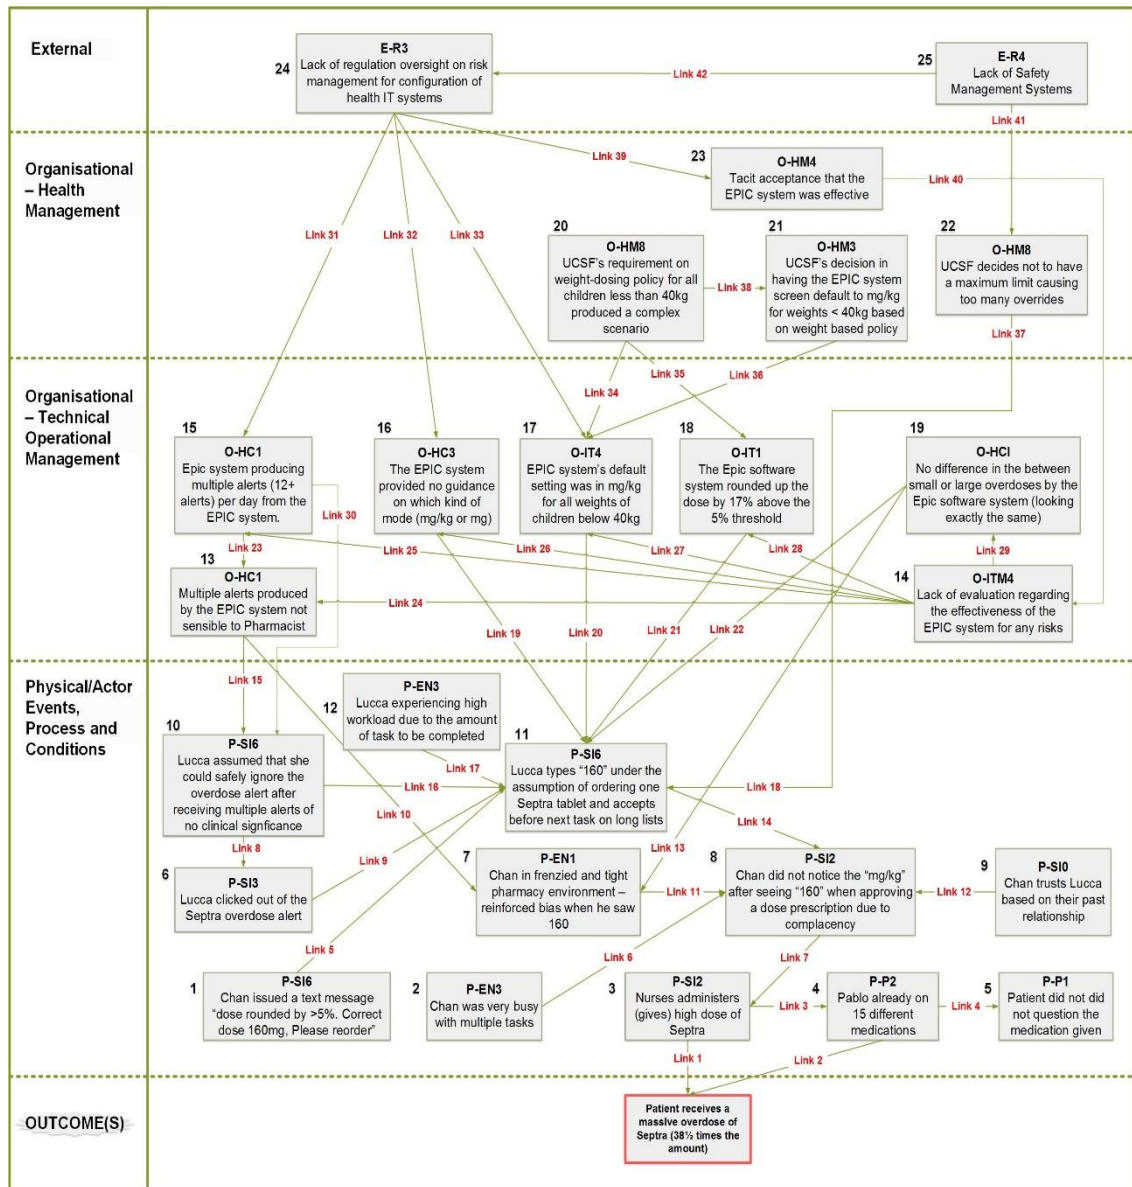 External
24
E-R3
Lack of regulation oversight on risk
management for configuration of
health IT systems
Link 42
25
E-R4
Lack of Safety
Management Systems
Link 41
Organisational
– Health
Management
Link 39
23
O-HM4
Tacit acceptance that the
EPIC system was effective
Link 40
Link 31
Link 32
Link 33
20
O-HM8
UCSF's requirement on
weight-dosing policy for all
children less than 40kg
produced a complex
scenario
Link 38
21
O-HM3
UCSF's decision in
having the EPIC system
screen default to mg/kg
for weights < 40kg based
on weight based policy
22
O-HM8
UCSF decides not to have
a maximum limit causing
too many overrides
Link 37
Organisational
– Technical
Operational
Management
Link 34
Link 35
Link 36
15
O-HC1
Epic system producing
multiple alerts (12+
alerts) per day from the
EPIC system.
16
O-HC3
The EPIC system
provided no guidance
on which kind of
mode (mg/kg or mg)
17
O-IT4
EPIC system's default
setting was in mg/kg
for all weights of
children below 40kg
18
O-IT1
The Epic software
system rounded up the
dose by 17% above the
5% threshold
19
O-HCI
No difference in the between
small or large overdoses by the
Epic software system (looking
exactly the same)
Link 30
Link 23
Link 25
Link 26
Link 27
Link 28
Link 29
13
O-HC1
Multiple alerts produced
by the EPIC system not
sensible to Pharmacist
Link 24
14
O-ITM4
Lack of evaluation regarding
the effectiveness of the
EPIC system for any risks
Link 19
Link 20
Link 21
Link 22
Physical/Actor
Events,
Process and
Conditions
Link 15
10
P-SI6
Lucca assumed that she
could safely ignore the
overdose alert after
receiving multiple alerts of
no clinical signficance
12
P-EN3
Lucca experiencing high
workload due to the amount
of task to be completed
Link 17
Link 16
11
P-SI6
Lucca types “160” under the
assumption of ordering one
Septra tablet and accepts
before next task on long lists
Link 18
Link 10
Link 14
Link 8
Link 9
Link 13
6
P-SI3
Lucca clicked out of the
Septra overdose alert
7
P-EN1
Chan in frenzied and tight
pharmacy environment –
reinforced bias when he saw
160
Link 11
8
P-SI2
Chan did not notice the “mg/kg”
after seeing “160” when approving
a dose prescription due to
complacency
Link 12
9
P-SI0
Chan trusts Lucca
based on their past
relationship
Link 5
Link 6
Link 7
1
P-SI6
Chan issued a text message
“dose rounded by >5%. Correct
dose 160mg, Please reorder”
2
P-EN3
Chan was very busy
with multiple tasks
3
P-SI2
Nurses administers
(gives) high dose of
Septra
Link 3
4
P-P2
Pablo already on
15 different
medications
Link 4
5
P-P1
Patient did not did
not question the
medication given
Link 1
Link 2
OUTCOME(S)
Patient receives a
massive overdose of
Septra (38½ times the
amount)